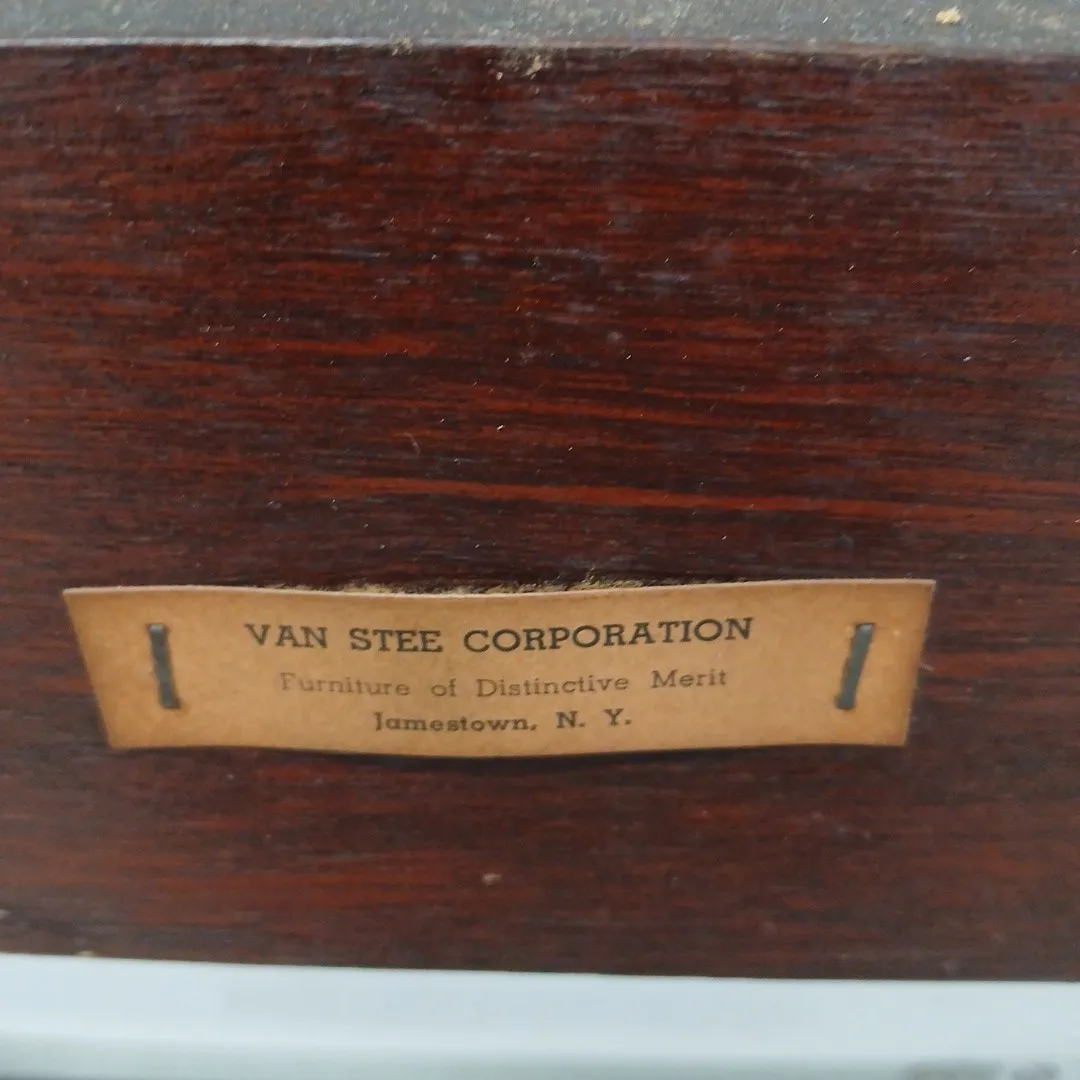 VAN STEE CORPORATION
Furniture of Distinctive Merit
Jamestown, N. Y.